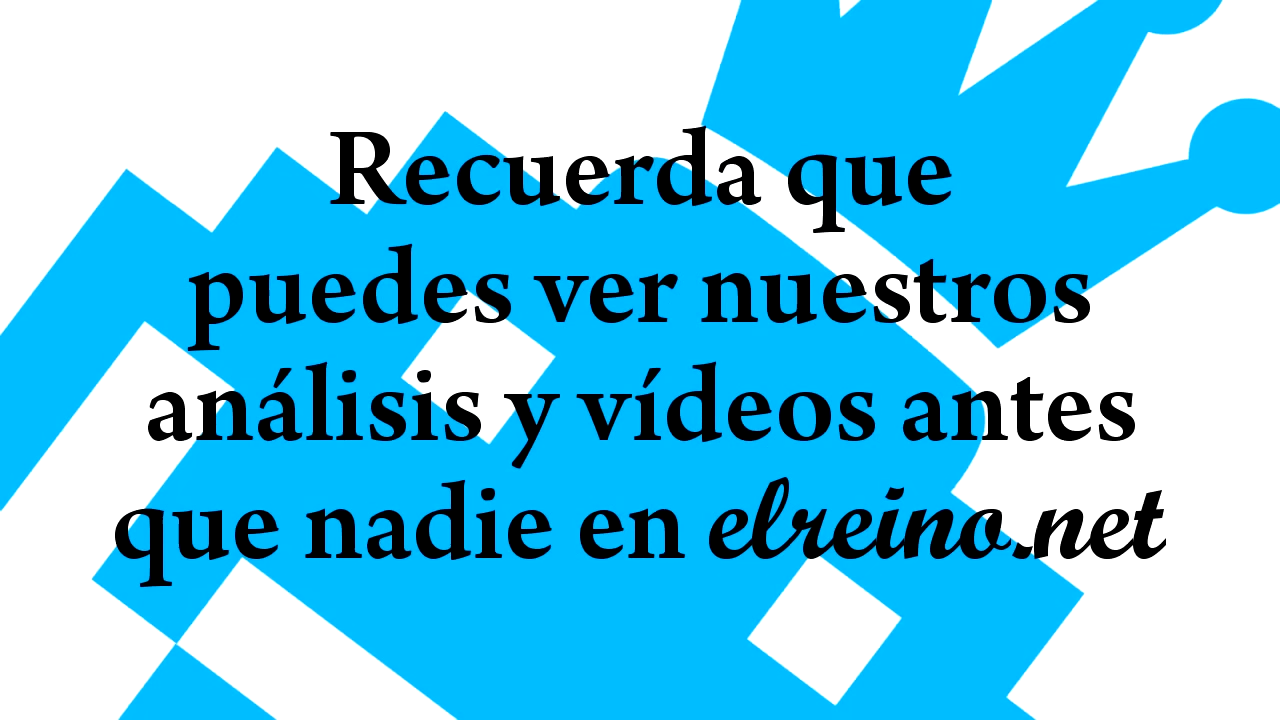 Recuerda que
puedes ver nuestros
análisis y vídeos antes
que nadie en elreino.net